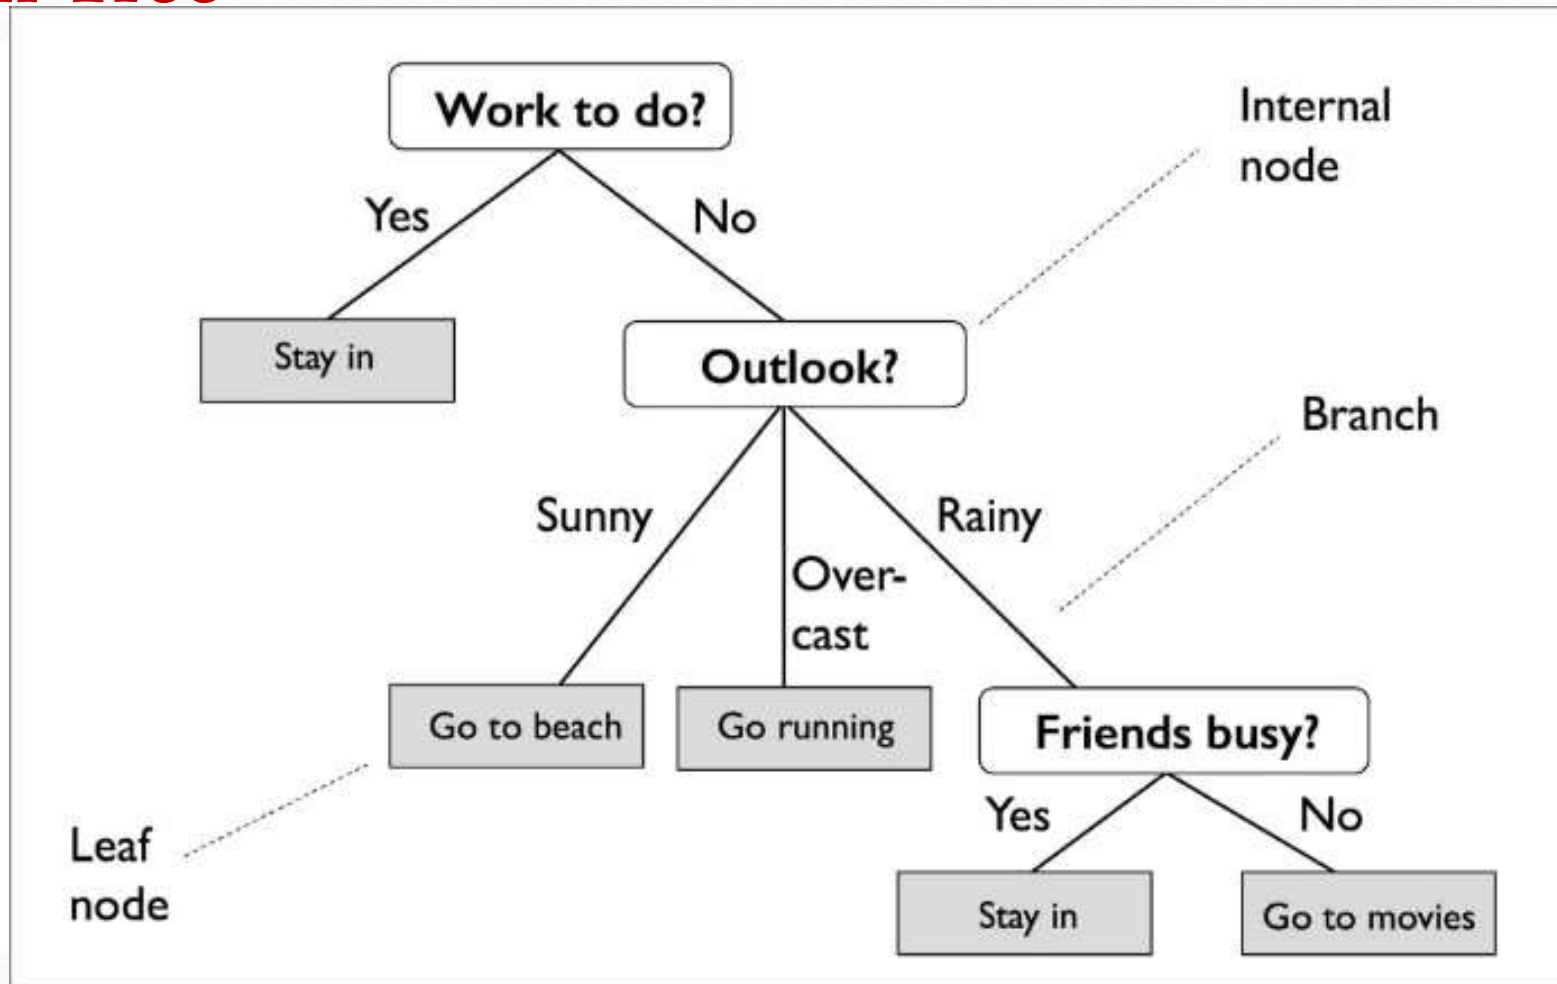 Work to do?
Internal
node
Yes
No
Stay in
Outlook?
Branch
Sunny
Rainy
Over-
cast
Go to beach
Go running
Friends busy?
Leaf
node
Yes
No
Stay in
Go to movies